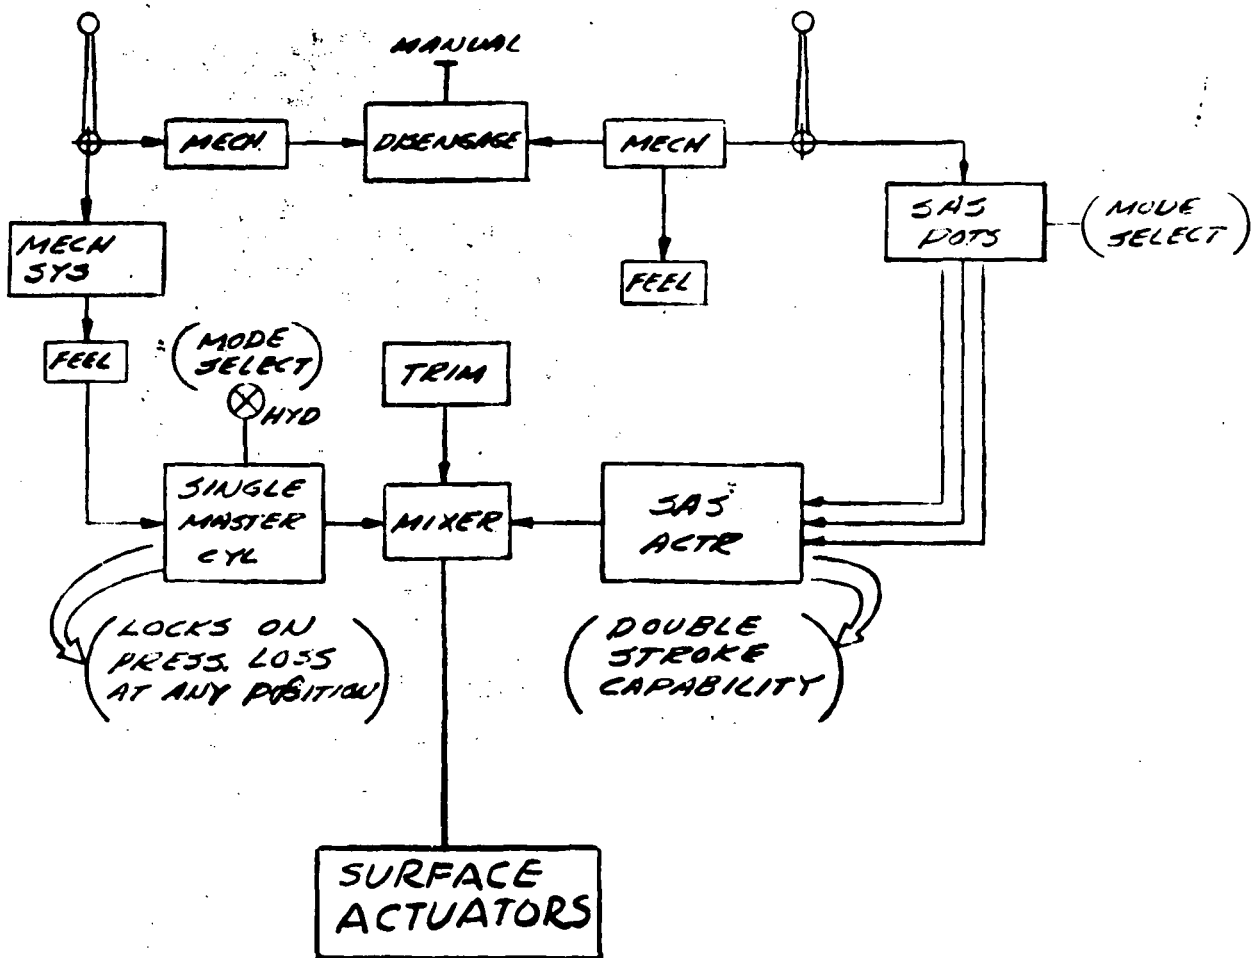 MANUAL
MECH.
DISENGAGE
MECH
SAS
POTS
(MODE
SELECT)
MECH
SYS
FEEL
FEEL
(MODE
SELECT)
HYD
TRIM
SINGLE
MASTER
CYL
MIXER
SAS
ACTR
(LOCKS ON
PRESS. LOSS
AT ANY POSITION)
(DOUBLE
STROKE
CAPABILITY)
SURFACE
ACTUATORS